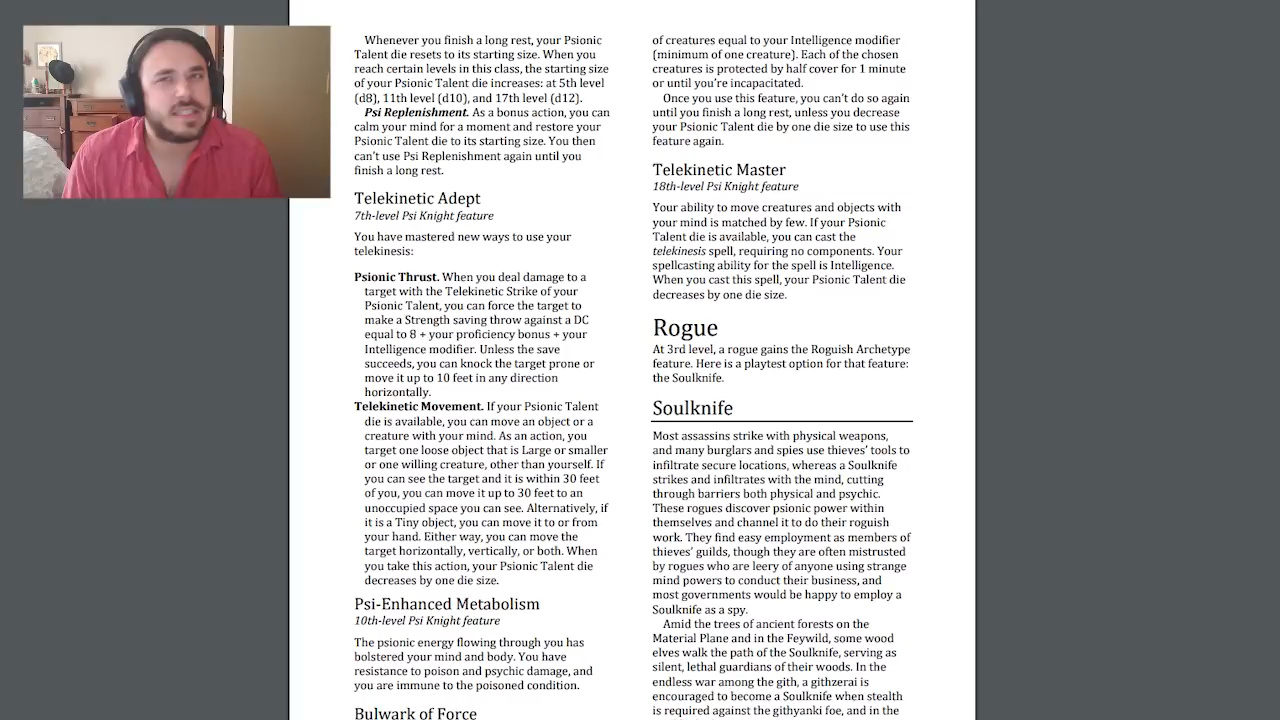 Whenever you finish a long rest, your Psionic
Talent die resets to its starting size. When you
reach certain levels in this class, the starting size
of your Psionic Talent die increases: at 5th level
(d8), 11th level (d10), and 17th level (d12).
Psi Replenishment. As a bonus action, you can
calm your mind for a moment and restore your
Psionic Talent die to its starting size. You then
can't use Psi Replenishment again until you
finish a long rest.
Telekinetic Adept
7th-level Psi Knight feature
You have mastered new ways to use your
telekinesis:
Psionic Thrust. When you deal damage to a
target with the Telekinetic Strike of your
Psionic Talent, you can force the target to
make a Strength saving throw against a DC
equal to 8 + your proficiency bonus + your
Intelligence modifier. Unless the save
succeeds, you can knock the target prone or
move it up to 10 feet in any direction
horizontally.
Telekinetic Movement. If your Psionic Talent
die is available, you can move an object or a
creature with your mind. As an action, you
target one loose object that is Large or smaller
or one willing creature, other than yourself. If
you can see the target and it is within 30 feet
of you, you can move it up to 30 feet to an
unoccupied space you can see. Alternatively, if
it is a Tiny object, you can move it to or from
your hand. Either way, you can move the
target horizontally, vertically, or both. When
you take this action, your Psionic Talent die
decreases by one die size.
Psi-Enhanced Metabolism
10th-level Psi Knight feature
The psionic energy flowing through you has
bolstered your mind and body. You have
resistance to poison and psychic damage, and
you are immune to the poisoned condition.
Bulwark of Force
of creatures equal to your Intelligence modifier
(minimum of one creature). Each of the chosen
creatures is protected by half cover for 1 minute
or until you're incapacitated.
Once you use this feature, you can't do so again
until you finish a long rest, unless you decrease
your Psionic Talent die by one die size to use this
feature again.
Telekinetic Master
18th-level Psi Knight feature
Your ability to move creatures and objects with
your mind is matched by few. If your Psionic
Talent die is available, you can cast the
telekinesis spell, requiring no components. Your
spellcasting ability for the spell is Intelligence.
When you cast this spell, your Psionic Talent die
decreases by one die size.
Rogue
At 3rd level, a rogue gains the Roguish Archetype
feature. Here is a playtest option for that feature:
the Soulknife.
Soulknife
Most assassins strike with physical weapons,
and many burglars and spies use thieves' tools to
infiltrate secure locations, whereas a Soulknife
strikes and infiltrates with the mind, cutting
through barriers both physical and psychic.
These rogues discover psionic power within
themselves and channel it to do their roguish
work. They find easy employment as members of
thieves' guilds, though they are often mistrusted
by rogues who are leery of anyone using strange
mind powers to conduct their business, and
most governments would be happy to employ a
Soulknife as a spy.
Amid the trees of ancient forests on the
Material Plane and in the Feywild, some wood
elves walk the path of the Soulknife, serving as
silent, lethal guardians of their woods. In the
endless war among the gith, a githzerai is
encouraged to become a Soulknife when stealth
is required against the githyanki foe, and in the